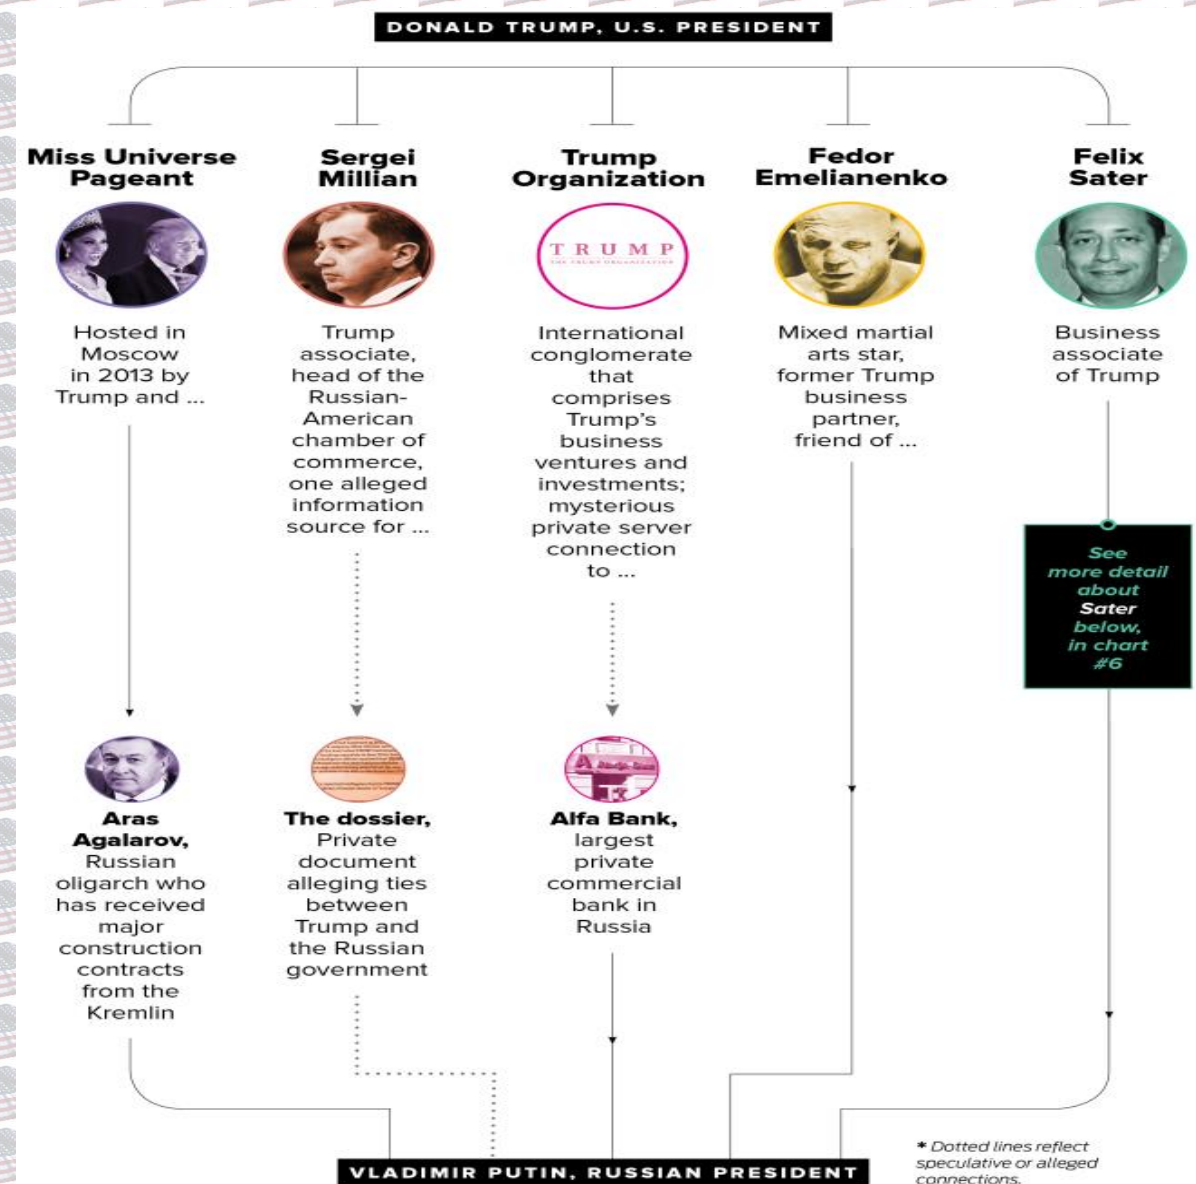 DONALD TRUMP, U.S. PRESIDENT
Miss Universe
Pageant
Hosted in
Moscow
in 2013 by
Trump and ...
Aras
Agalarov,
Russian
oligarch who
has received
major
construction
contracts
from the
Kremlin
Sergei
Millian
Trump
associate,
head of the
Russian-
American
chamber of
commerce,
one alleged
information
source for ...
The dossier,
Private
document
alleging ties
between
Trump and
the Russian
government
Trump
Organization
TRUMP
THE TRUMP ORGANIZATION
International
conglomerate
that
comprises
Trump's
business
ventures and
investments;
mysterious
private server
connection
to ...
Alfa Bank,
largest
private
commercial
bank in
Russia
Fedor
Emelianenko
Mixed martial
arts star,
former Trump
business
partner,
friend of ...
Felix
Sater
Business
associate
of Trump
See
more detail
about
Sater
below,
in chart
#6
VLADIMIR PUTIN, RUSSIAN PRESIDENT
* Dotted lines reflect
speculative or alleged
connections.